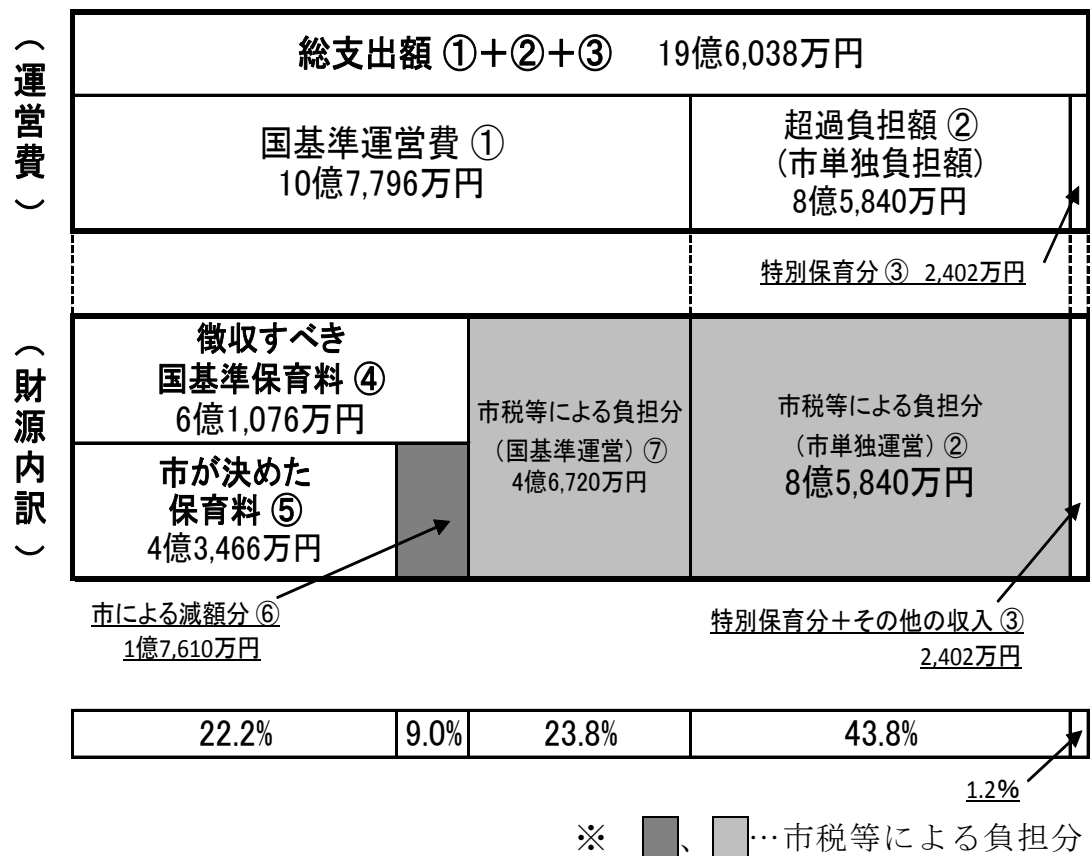 （運営費）
総支出額 ①＋②＋③　19億6,038万円
国基準運営費 ①
10億7,796万円
超過負担額 ②
（市単独負担額）
8億5,840万円
特別保育分 ③ 2,402万円
（財源内訳）
徴収すべき
国基準保育料 ④
6億1,076万円
市が決めた
保育料 ⑤
4億3,466万円
市税等による負担分
（国基準運営）⑦
4億6,720万円
市税等による負担分
（市単独運営）②
8億5,840万円
市による減額分 ⑥
1億7,610万円
特別保育分＋その他の収入 ③
2,402万円
22.2% 9.0% 23.8% 43.8%
1.2%
※　、　…市税等による負担分